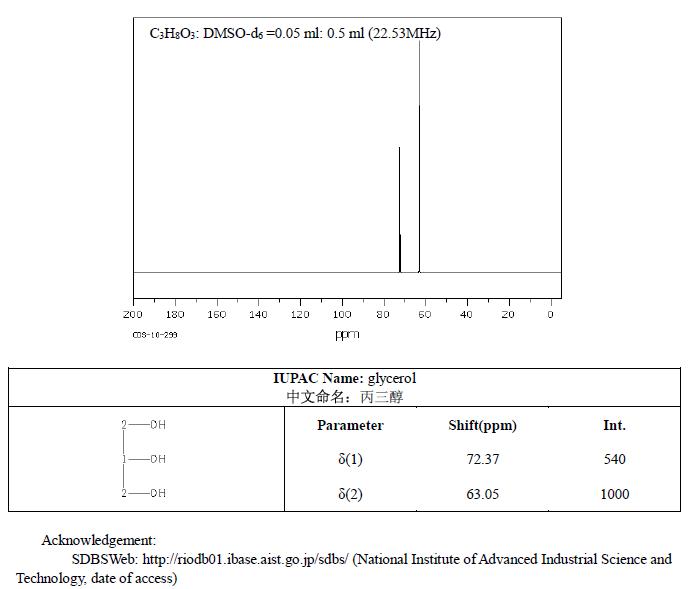 C₃H₈O₃: DMSO-d₆ =0.05 ml: 0.5 ml (22.53MHz)
200 180 160 140 120 100 80 60 40 20 0
CDS-10-299
ppm
IUPAC Name: glycerol
中文命名：丙三醇
2—OH
1—OH
2—OH
Parameter Shift(ppm) Int.
δ(1) 72.37 540
δ(2) 63.05 1000
Acknowledgement:
SDBSWeb: http://riodb01.ibase.aist.go.jp/sdbs/ (National Institute of Advanced Industrial Science and
Technology, date of access)